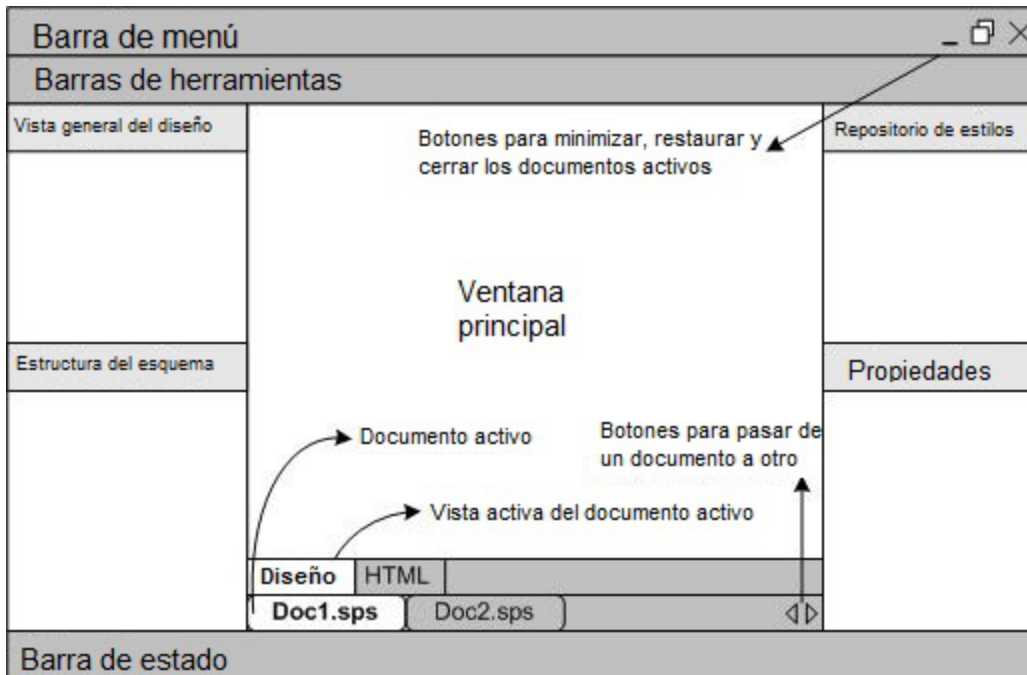 Barra de menú
Barras de herramientas
Vista general del diseño
Botones para minimizar, restaurar y
cerrar los documentos activos
Repositorio de estilos
Ventana
principal
Estructura del esquema
Propiedades
Documento activo
Botones para pasar de
un documento a otro
Vista activa del documento activo
Diseño HTML
Doc1.sps Doc2.sps
Barra de estado